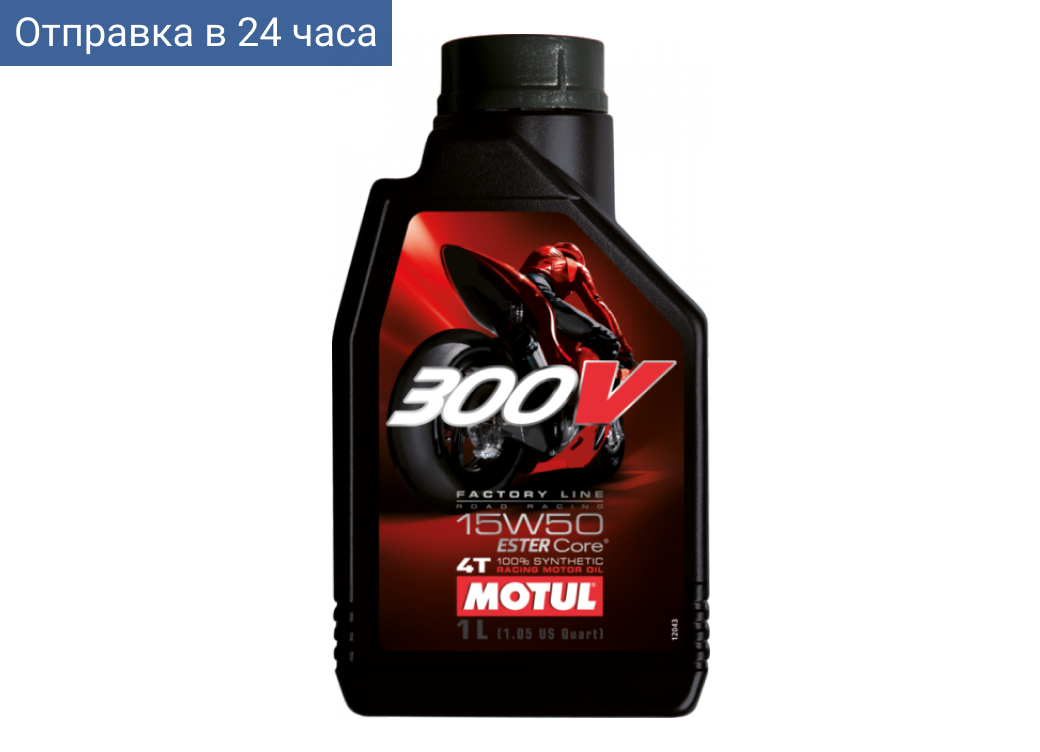 Отправка в 24 часа
300V
FACTORY LINE
ROAD RACING
15W50
ESTER Core®
4T 100% SYNTHETIC
RACING MOTOR OIL
MOTUL®
1L (1.05 US Quart)
12043